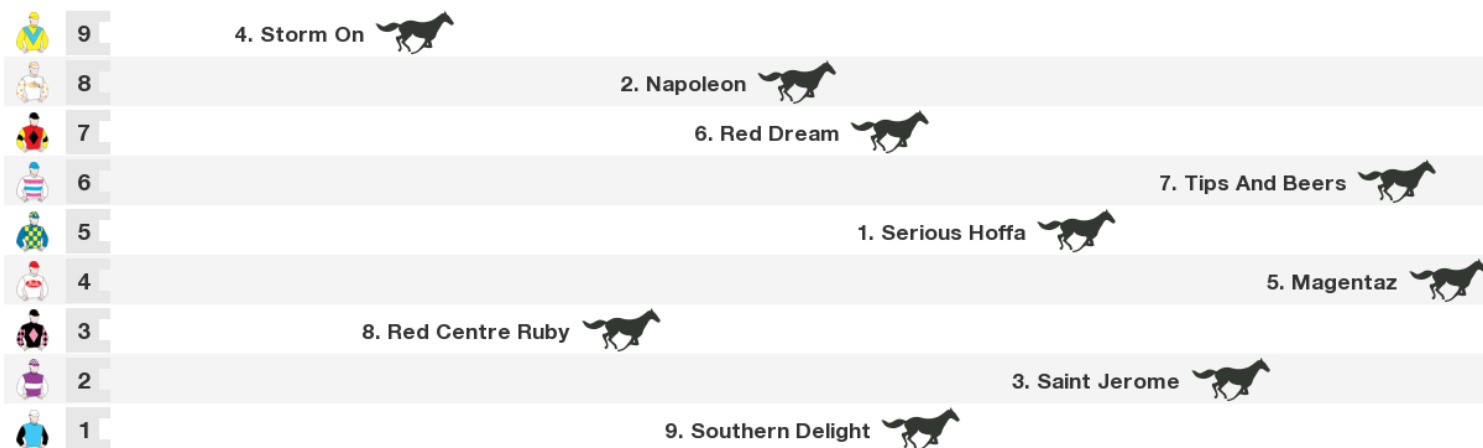 9 4. Storm On
8 2. Napoleon
7 6. Red Dream
6 7. Tips And Beers
5 1. Serious Hoffa
4 5. Magentaz
3 8. Red Centre Ruby
2 3. Saint Jerome
1 9. Southern Delight